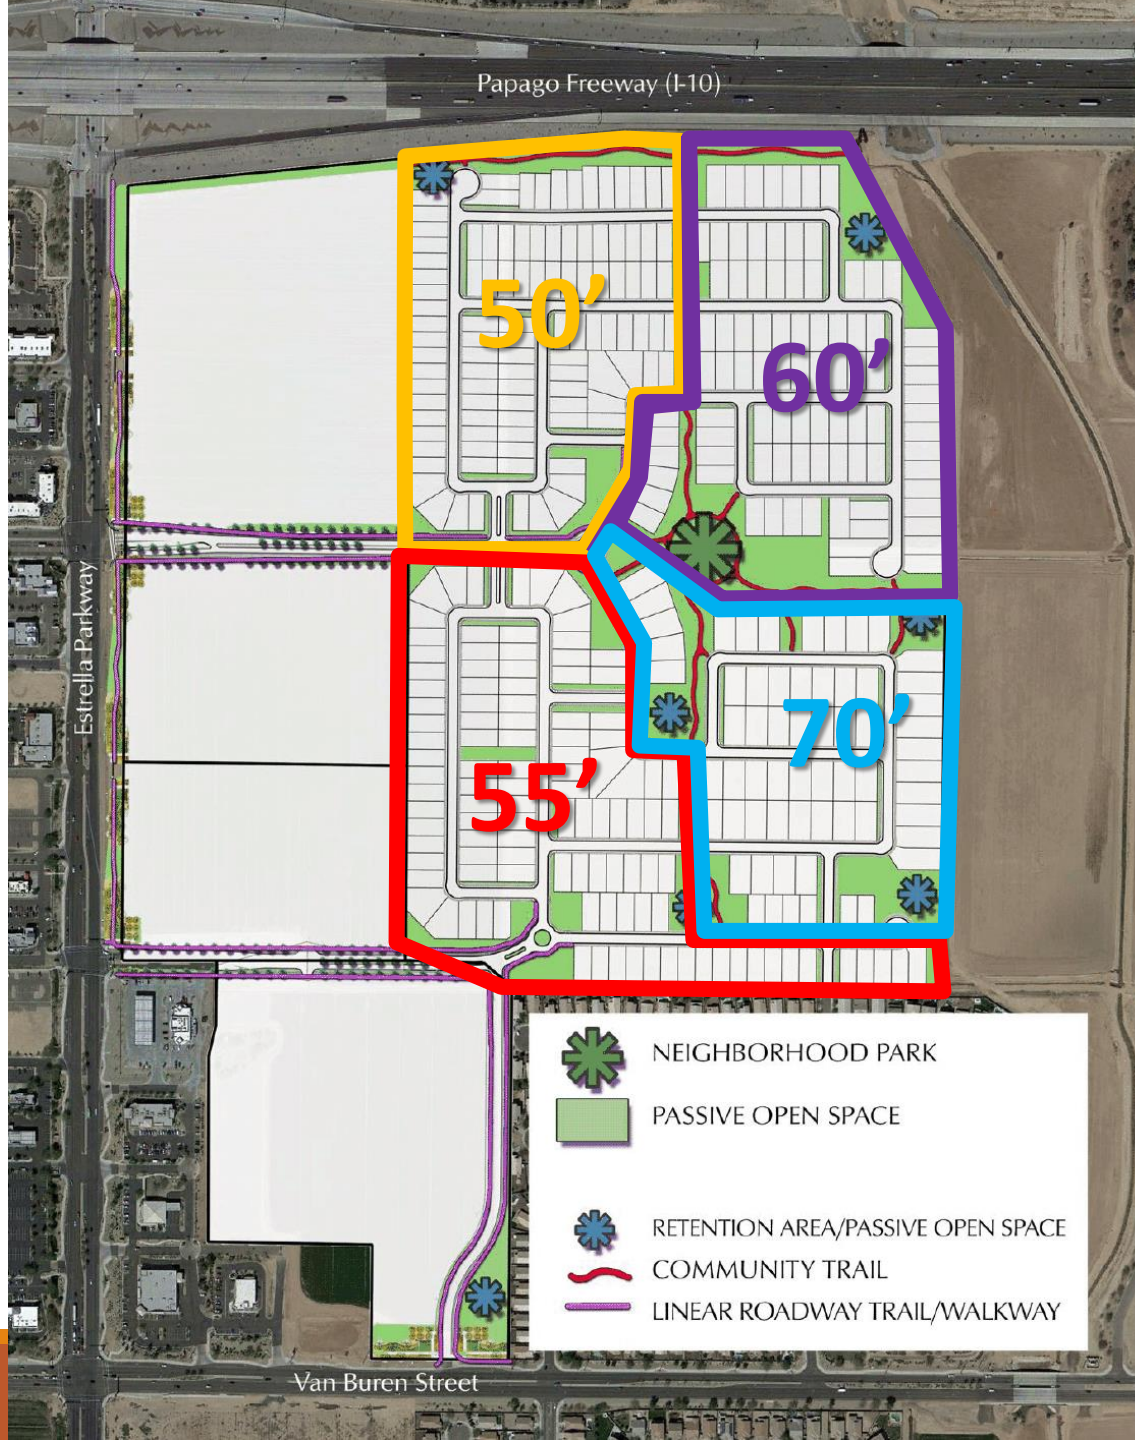 Papago Freeway (I-10)
50’
60’
Estrella Parkway
70’
55’
NEIGHBORHOOD PARK
PASSIVE OPEN SPACE
RETENTION AREA/PASSIVE OPEN SPACE
COMMUNITY TRAIL
LINEAR ROADWAY TRAIL/WALKWAY
Van Buren Street